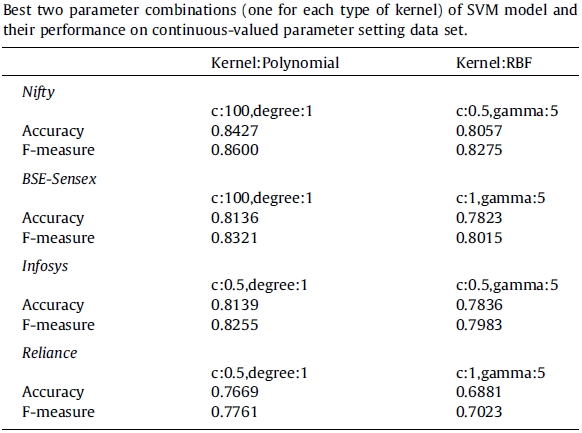 Best two parameter combinations (one for each type of kernel) of SVM model and
their performance on continuous-valued parameter setting data set.
Kernel:Polynomial Kernel:RBF
Nifty
c:100,degree:1 c:0.5,gamma:5
Accuracy 0.8427 0.8057
F-measure 0.8600 0.8275
BSE-Sensex
c:100,degree:1 c:1,gamma:5
Accuracy 0.8136 0.7823
F-measure 0.8321 0.8015
Infosys
c:0.5,degree:1 c:0.5,gamma:5
Accuracy 0.8139 0.7836
F-measure 0.8255 0.7983
Reliance
c:0.5,degree:1 c:1,gamma:5
Accuracy 0.7669 0.6881
F-measure 0.7761 0.7023